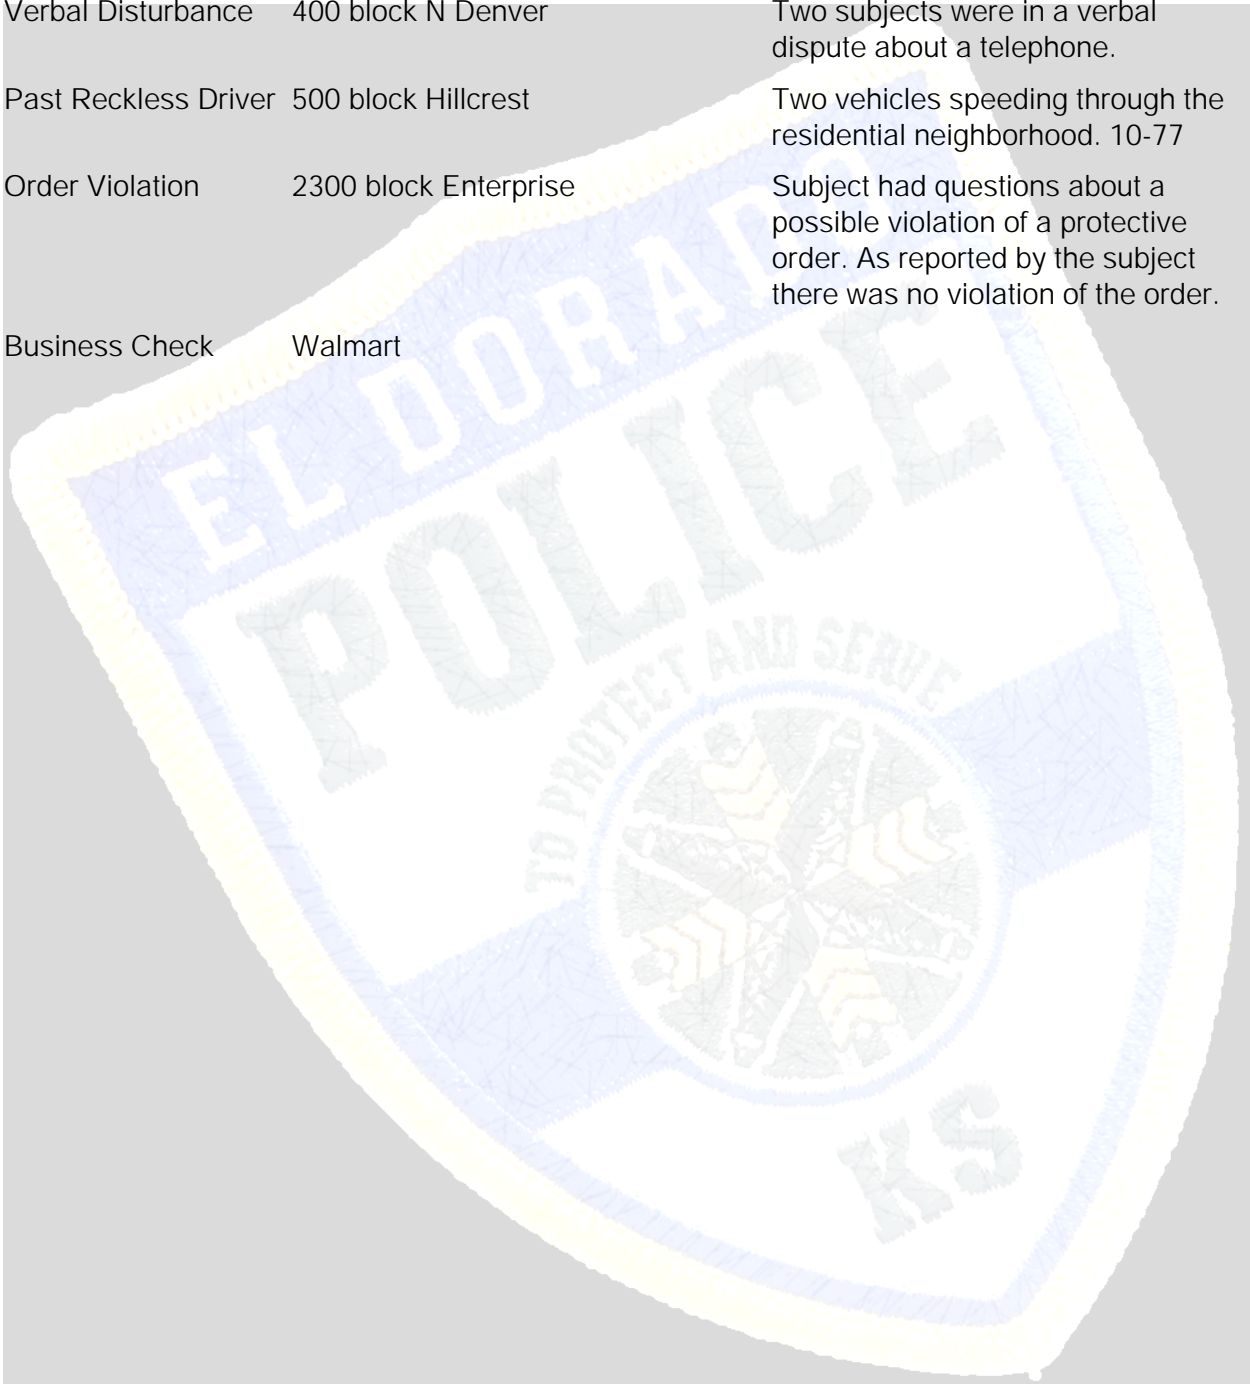 Verbal Disturbance 400 block N Denver Two subjects were in a verbal
dispute about a telephone.
Past Reckless Driver 500 block Hillcrest Two vehicles speeding through the
residential neighborhood. 10-77
Order Violation 2300 block Enterprise Subject had questions about a
possible violation of a protective
order. As reported by the subject
there was no violation of the order.
Business Check Walmart
EL DORADO
POLICE
TO PROTECT AND SERVE
KS